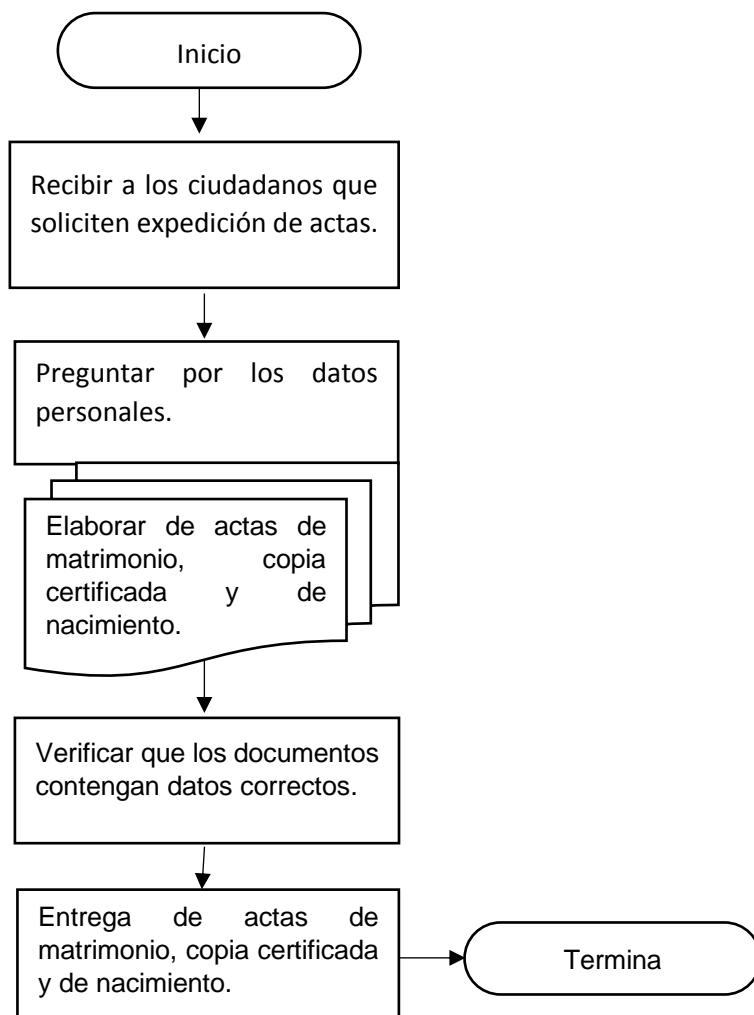 Inicio
Recibir a los ciudadanos que
soliciten expedición de actas.
Preguntar por los datos
personales.
Elaborar de actas de
matrimonio, copia
certificada y de
nacimiento.
Verificar que los documentos
contengan datos correctos.
Entrega de actas de
matrimonio, copia certificada
y de nacimiento.
Termina